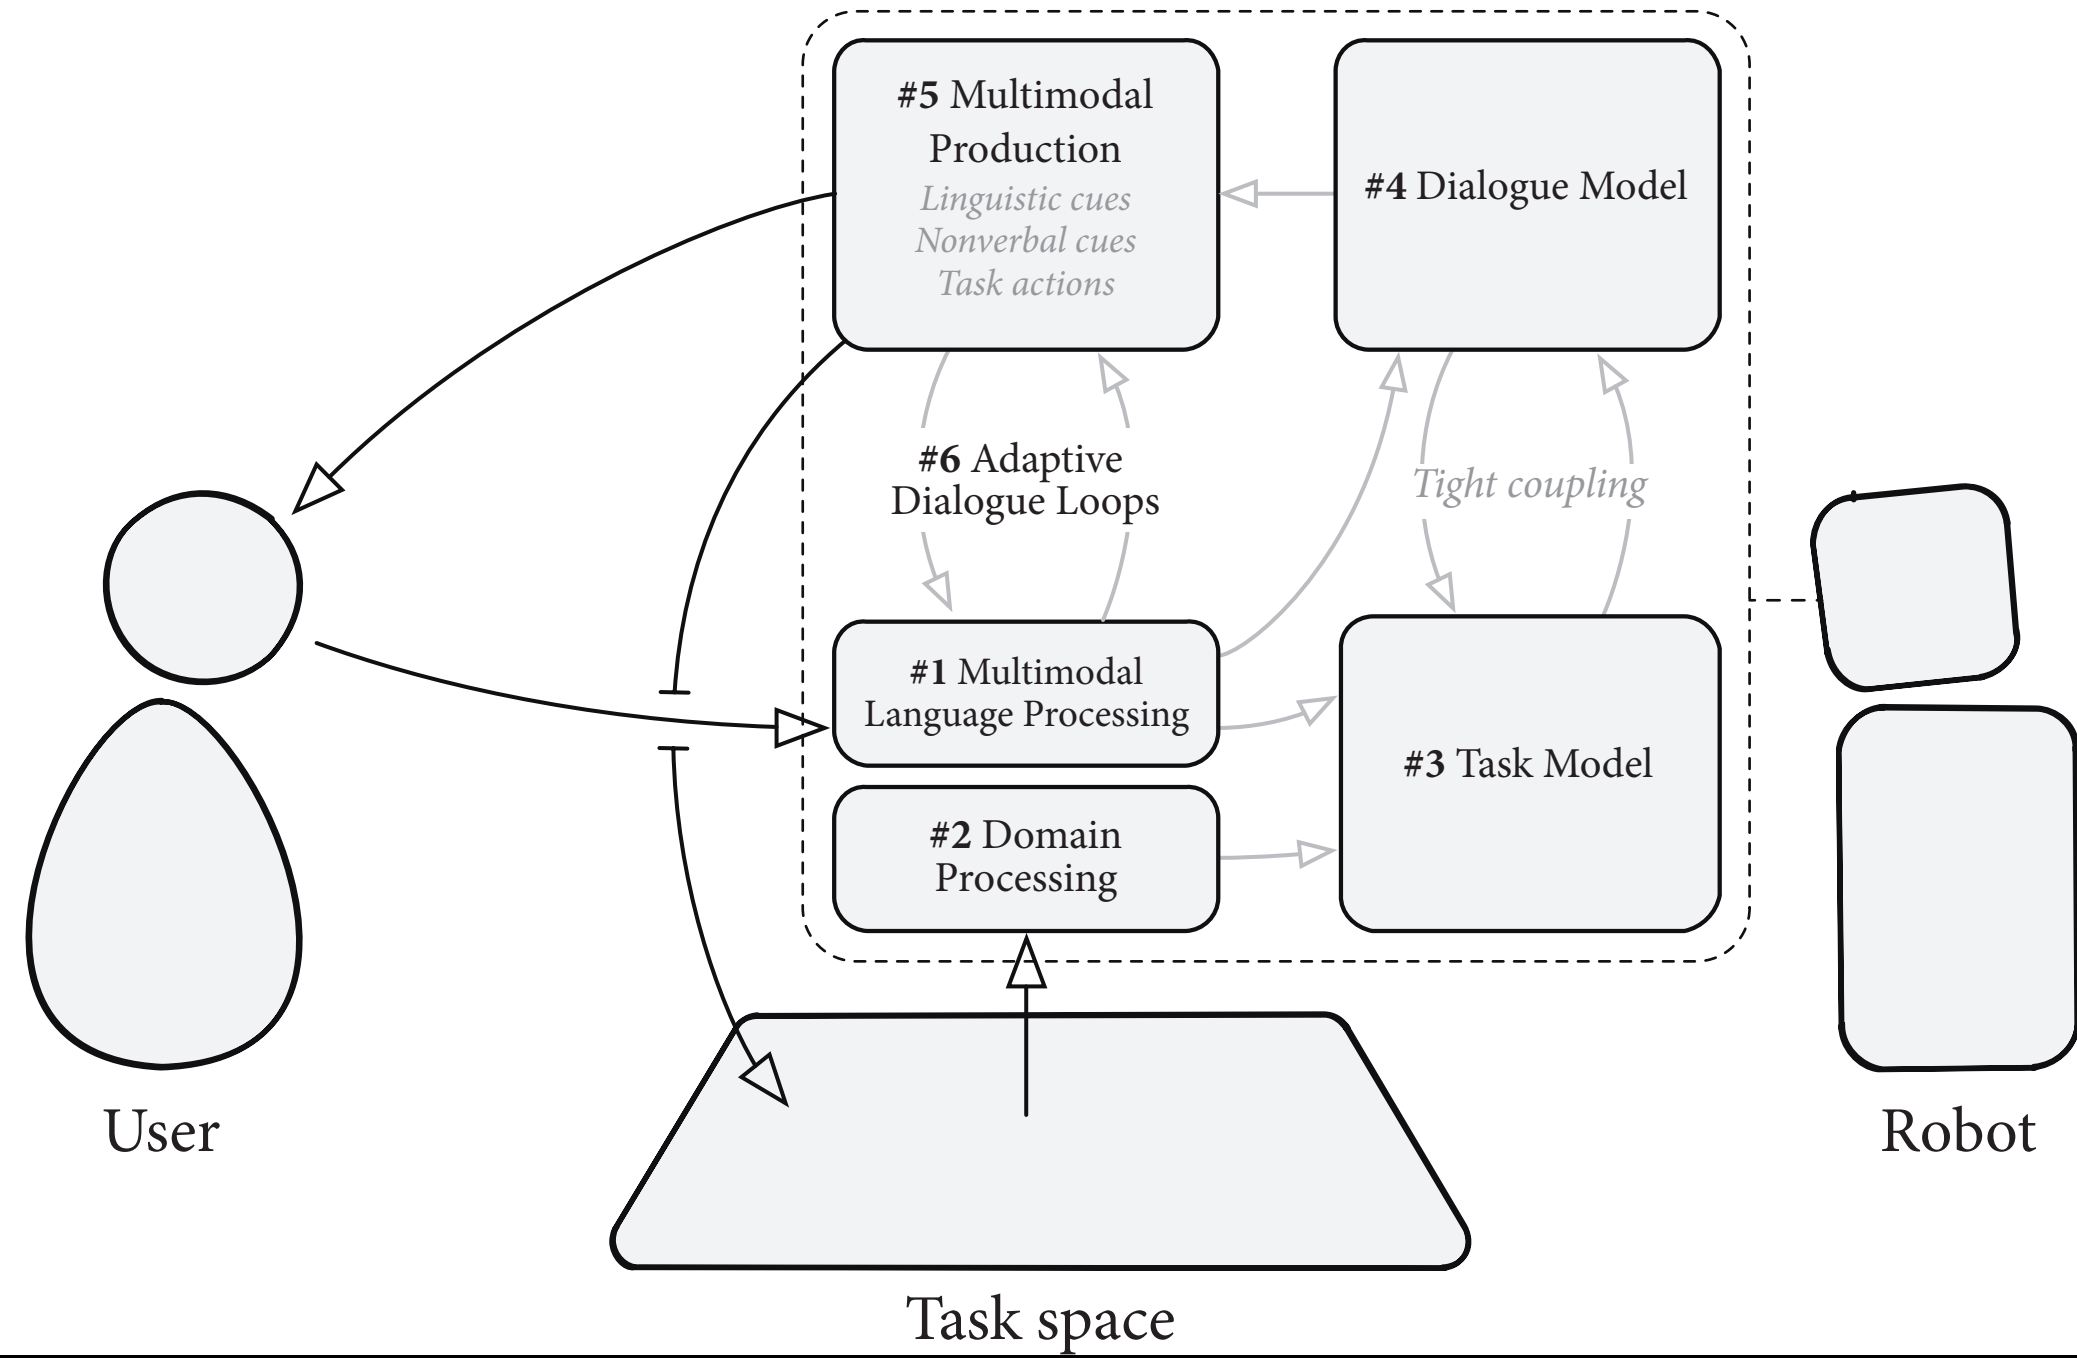 #5 Multimodal
Production
Linguistic cues
Nonverbal cues
Task actions
#4 Dialogue Model
#6 Adaptive
Dialogue Loops
Tight coupling
#1 Multimodal
Language Processing
#3 Task Model
#2 Domain
Processing
User
Robot
Task space